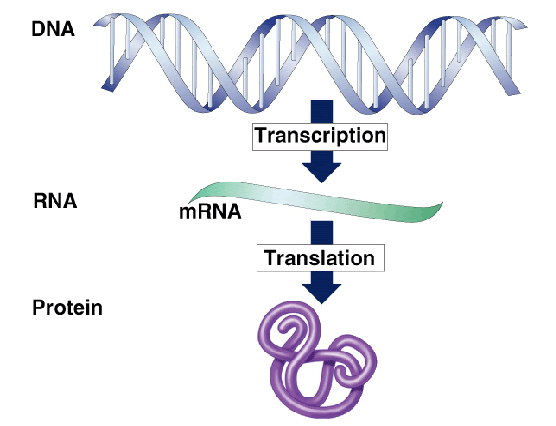 DNA
Transcription
RNA
mRNA
Translation
Protein